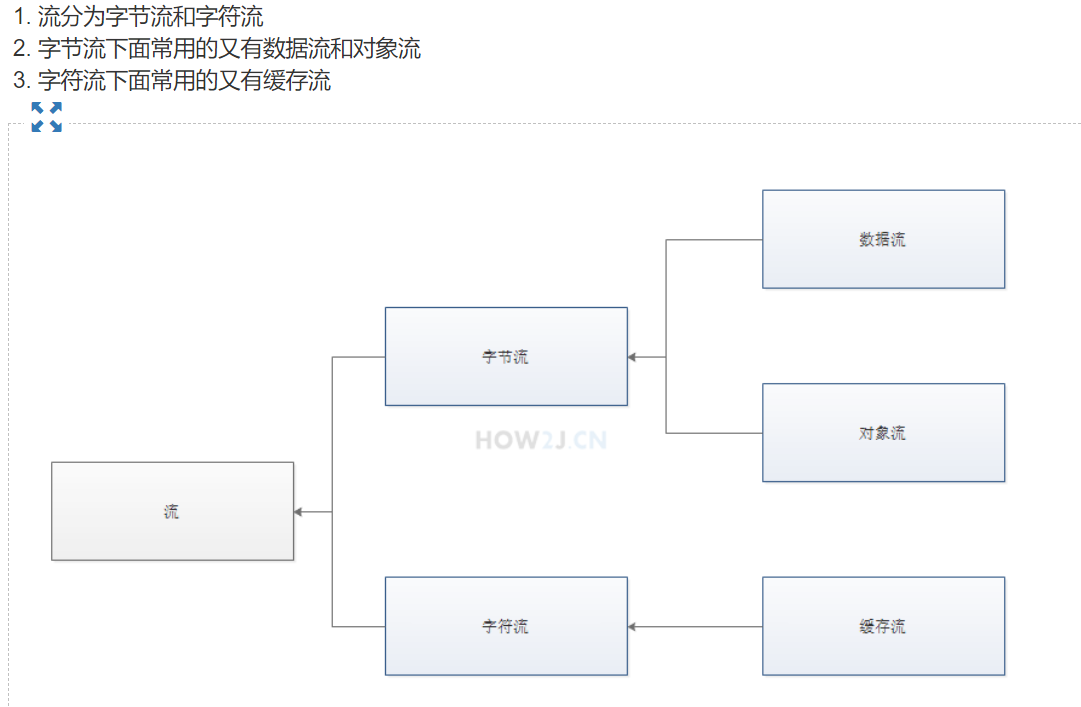 1. 流分为字节流和字符流
2. 字节流下面常用的又有数据流和对象流
3. 字符流下面常用的又有缓存流
数据流
字节流
对象流
HOW2J.CN
流
字符流
缓存流